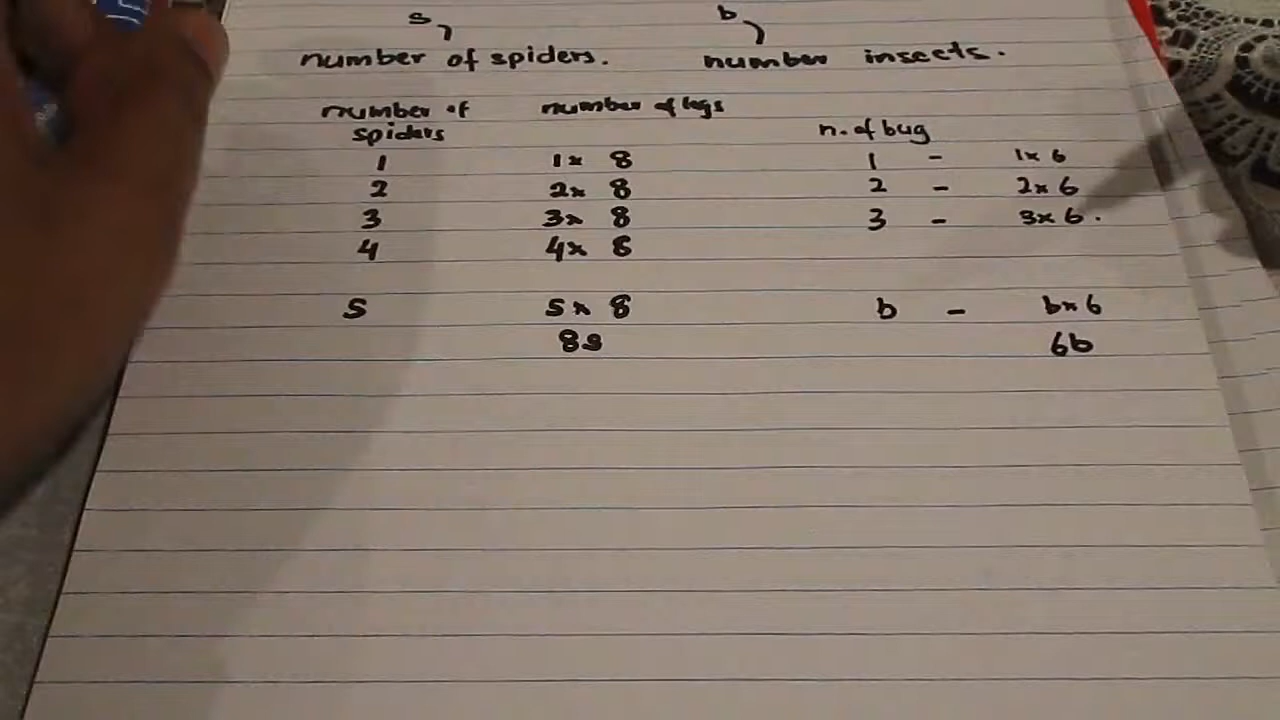 s b
number of spiders. number insects.
number of number of legs
spiders n. of bug
1 1x 8 1 - 1x 6
2 2x 8 2 - 2x 6
3 3x 8 3 - 3x 6.
4 4x 8
s s x 8 b - bx6
8s 6b